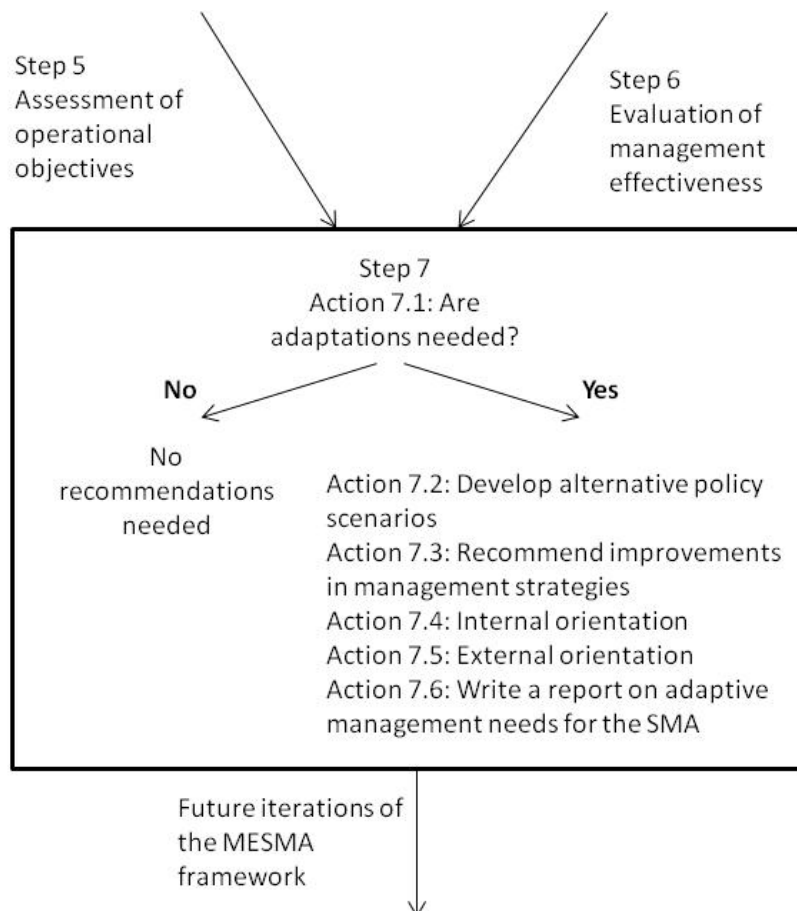 Step 5
Assessment of
operational
objectives
Step 6
Evaluation of
management
effectiveness
Step 7
Action 7.1: Are
adaptations needed?
No
Yes
No
recommendations
needed
Action 7.2: Develop alternative policy
scenarios
Action 7.3: Recommend improvements
in management strategies
Action 7.4: Internal orientation
Action 7.5: External orientation
Action 7.6: Write a report on adaptive
management needs for the SMA
Future iterations of
the MESMA
framework